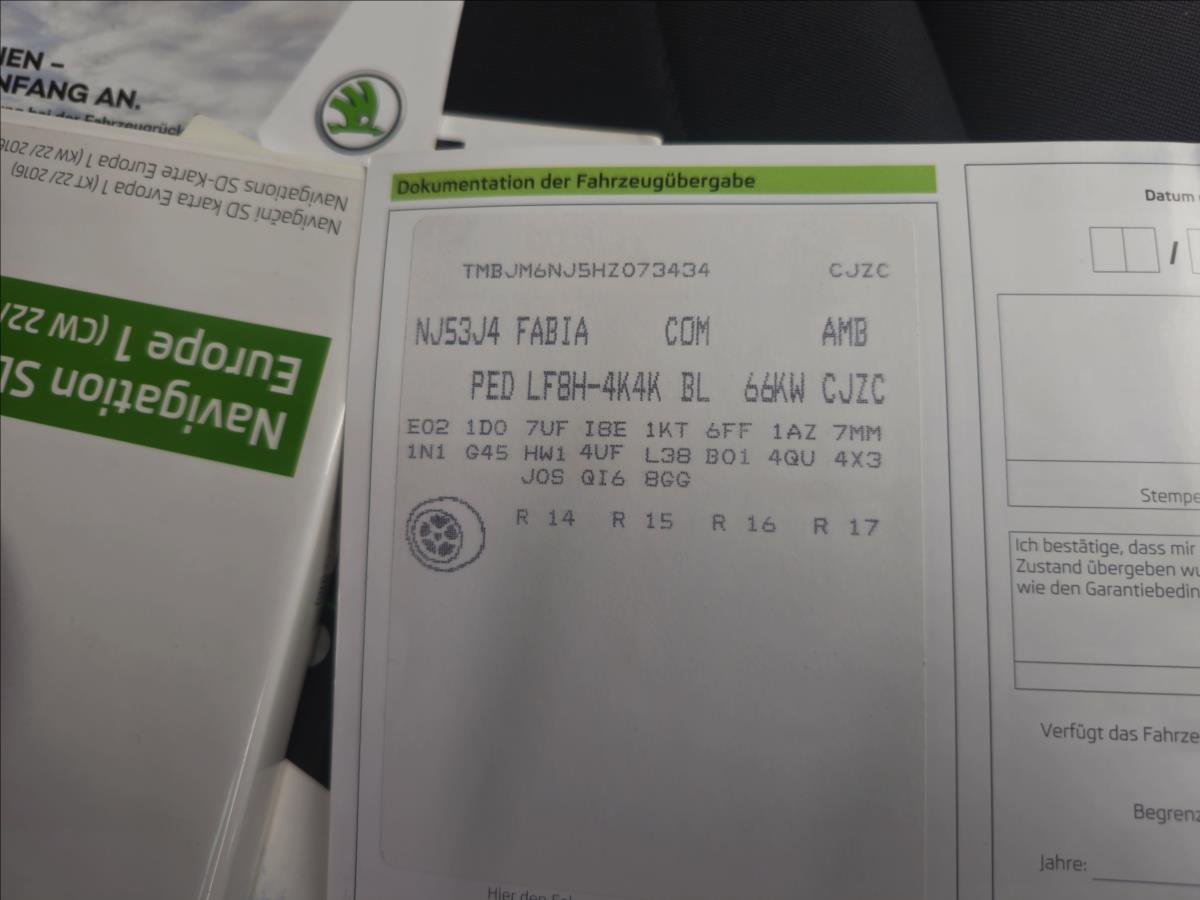 IEN –
NFANG AN.
Navigations SD-Karte Europa 1 (KW 22/ 2016
Navigační SD karta Evropa 1 (KT 22/ 2016)
Navigation SD
Europe 1 (CW 22/
Dokumentation der Fahrzeugübergabe
TMBJM6NJ5HZ073434 CJZC
NJ53J4 FABIA COM AMB
PED LF8H-4K4K BL 66KW CJZC
E02 1D0 7UF I8E 1KT 6FF 1AZ 7MM
1N1 G45 HW1 4UF L38 B01 4QU 4X3
J0S QI6 8GG
R 14 R 15 R 16 R 17
Hier den
Datum
/
Stempe
Ich bestätige, dass mir
Zustand übergeben wu
wie den Garantiebedin
Verfügt das Fahrze
Begrenz
Jahre: